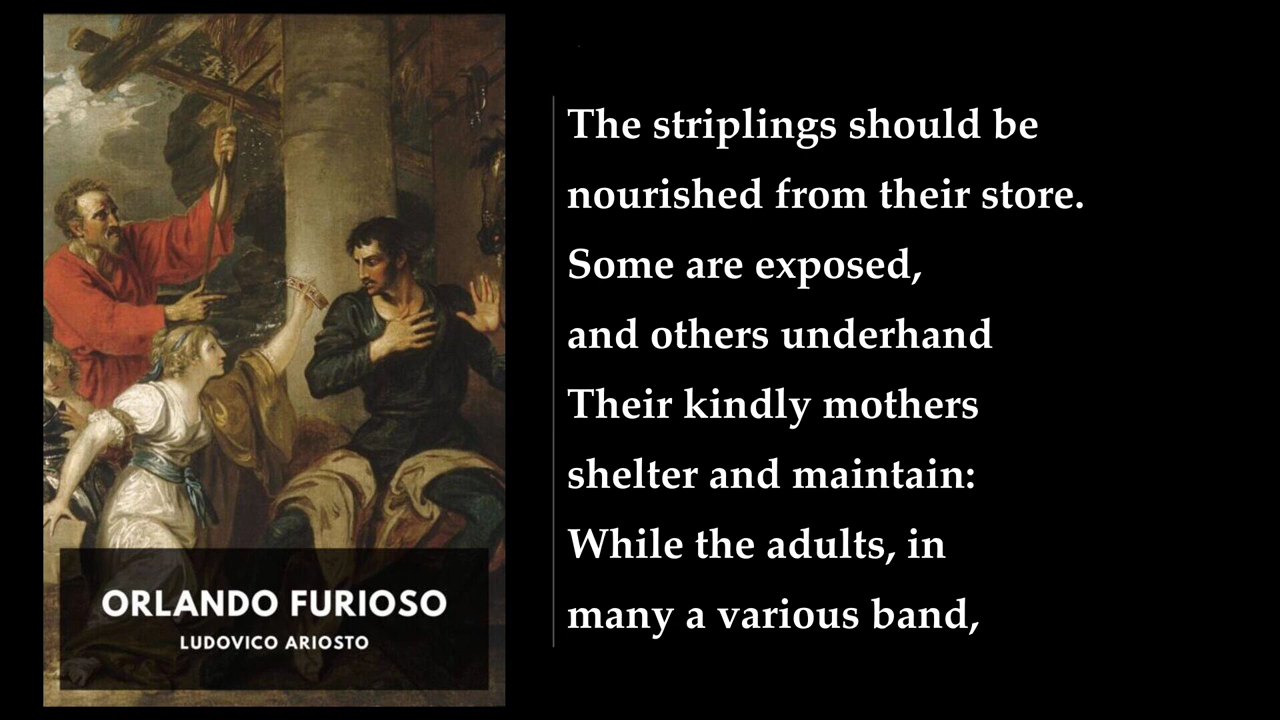 ORLANDO FURIOSO
LUDOVICO ARIOSTO
The striplings should be
nourished from their store.
Some are exposed,
and others underhand
Their kindly mothers
shelter and maintain:
While the adults, in
many a various band,